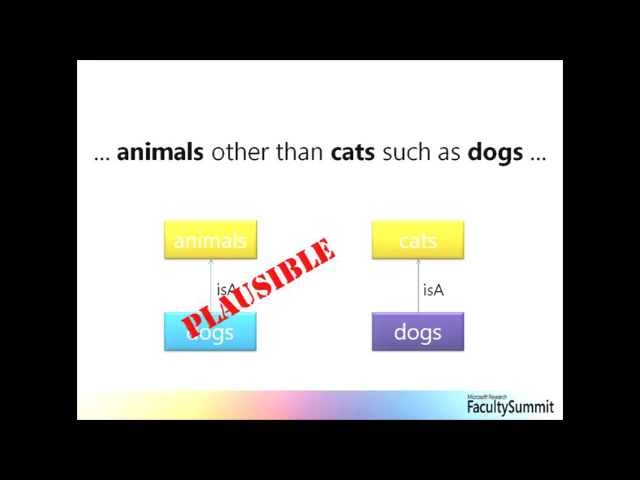 ... animals other than cats such as dogs ...
animals
cats
PLAUSIBLE
isA
isA
dogs
dogs
Microsoft Research
FacultySummit